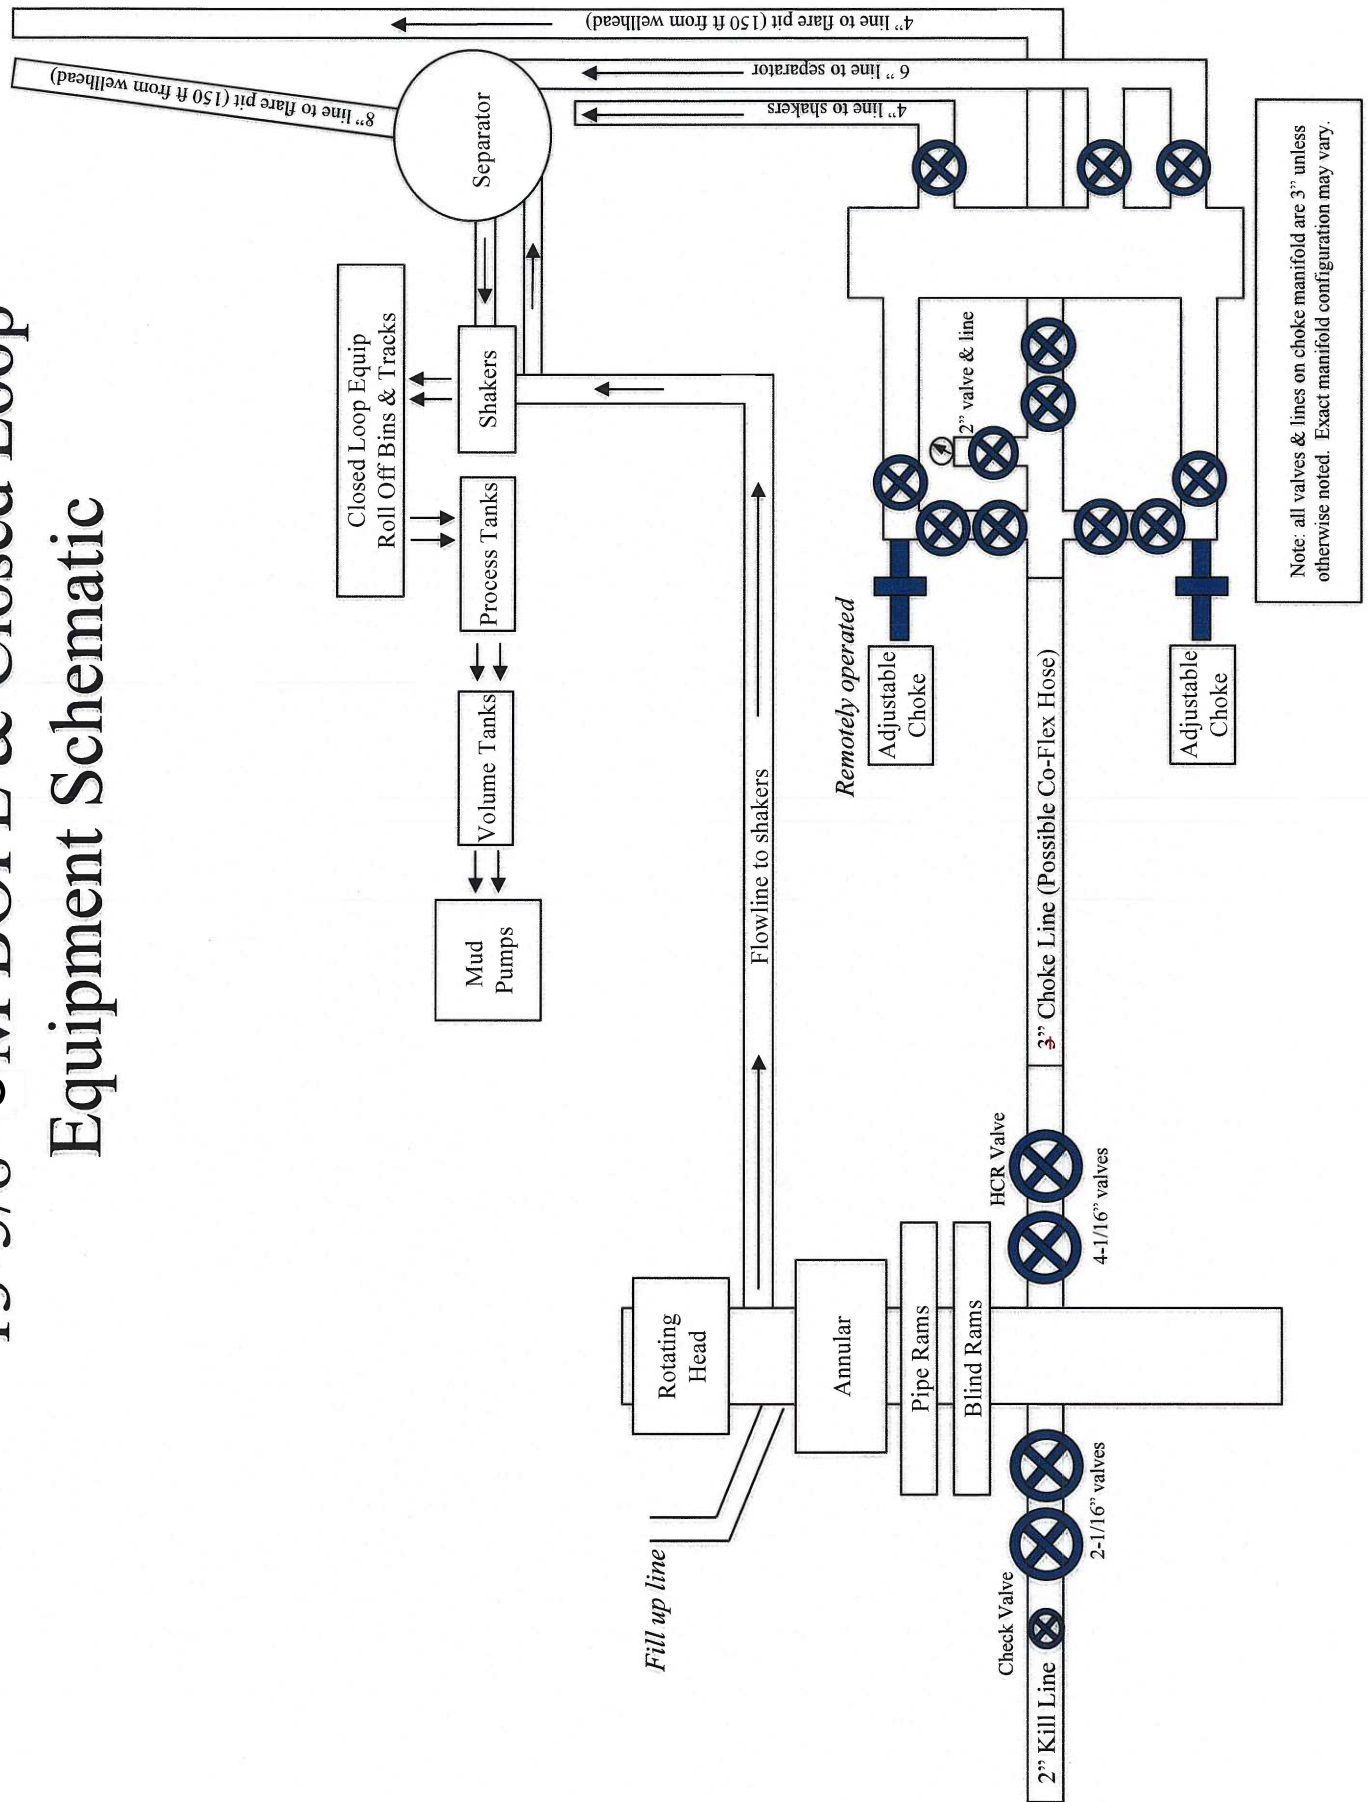 Equipment Schematic
4” line to flare pit (150 ft from wellhead)
8” line to flare pit (150 ft from wellhead)
6” line to separator
4” line to shakers
Separator
Closed Loop Equip
Roll Off Bins & Tracks
Shakers
Process Tanks
Volume Tanks
Mud
Pumps
Flowline to shakers
2” valve & line
Remotely operated
Adjustable
Choke
Adjustable
Choke
Note: all valves & lines on choke manifold are 3” unless
otherwise noted. Exact manifold configuration may vary.
3” Choke Line (Possible Co-Flex Hose)
HCR Valve
4-1/16” valves
Rotating
Head
Annular
Pipe Rams
Blind Rams
Fill up line
2-1/16” valves
Check Valve
2” Kill Line